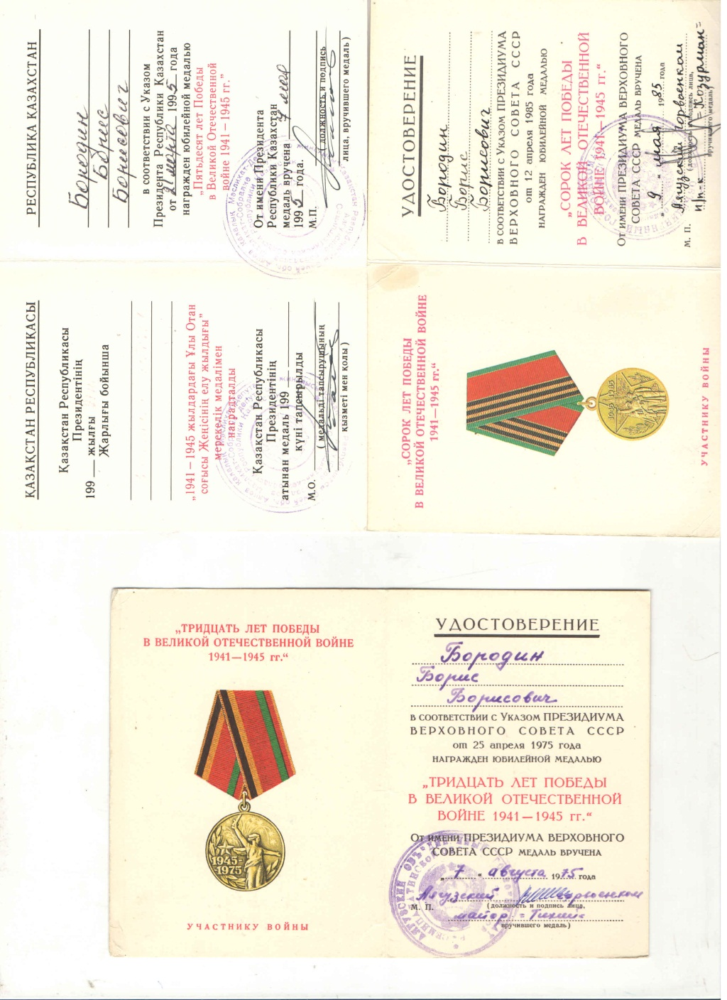 РЕСПУБЛИКА КАЗАХСТАН
Бородин
Борис
Борисович
в соответствии с Указом
Президента Республики Казахстан
от 2 марта 1995 года
награжден юбилейной медалью
„Пятьдесят лет Победы
в Великой Отечественной
войне 1941—1945 гг.“
От имени Президента
Республики Казахстан
медаль вручена 7 мая
1995 года.
М.П.
(должность и подпись
лица, вручившего медаль)
ҚАЗАҚСТАН РЕСПУБЛИКАСЫ
Қазақстан Республикасы
Президентінің
199 — жылғы
Жарлығы бойынша
„1941—1945 жылдардағы Ұлы Отан
соғысы Жеңісінің елу жылдығы“
мерекелік медалімен
наградталды
Қазақстан Республикасы
Президентінің
атынан медаль 199
күні тапсырылды
М.О.
(медальді тапсырушының
қызметі мен қолы)
УДОСТОВЕРЕНИЕ
Бородин
Борис
Борисович
в соответствии с Указом ПРЕЗИДИУМА
ВЕРХОВНОГО СОВЕТА СССР
от 12 апреля 1985 года
НАГРАЖДЕН ЮБИЛЕЙНОЙ МЕДАЛЬЮ
„СОРОК ЛЕТ ПОБЕДЫ
В ВЕЛИКОЙ ОТЕЧЕСТВЕННОЙ
ВОЙНЕ 1941—1945 гг.“
От имени ПРЕЗИДИУМА ВЕРХОВНОГО
СОВЕТА СССР МЕДАЛЬ ВРУЧЕНА
„9“ мая 1985 года
М. П.
Аягузский Горвоенком
(должность и подпись лица,
п/п-к = Козурман=
вручившего медаль)
„СОРОК ЛЕТ ПОБЕДЫ
В ВЕЛИКОЙ ОТЕЧЕСТВЕННОЙ ВОЙНЕ
1941—1945 гг.“
1945 1985
УЧАСТНИКУ ВОЙНЫ
„ТРИДЦАТЬ ЛЕТ ПОБЕДЫ
В ВЕЛИКОЙ ОТЕЧЕСТВЕННОЙ ВОЙНЕ
1941—1945 гг.“
1945-
-1975
УЧАСТНИКУ ВОЙНЫ
УДОСТОВЕРЕНИЕ
Бородин
Борис
Борисович
в соответствии с Указом ПРЕЗИДИУМА
ВЕРХОВНОГО СОВЕТА СССР
от 25 апреля 1975 года
НАГРАЖДЕН ЮБИЛЕЙНОЙ МЕДАЛЬЮ
„ТРИДЦАТЬ ЛЕТ ПОБЕДЫ
В ВЕЛИКОЙ ОТЕЧЕСТВЕННОЙ
ВОЙНЕ 1941—1945 гг.“
От имени ПРЕЗИДИУМА ВЕРХОВНОГО
СОВЕТА СССР МЕДАЛЬ ВРУЧЕНА
„7“ августа 1975 года
Аягузский горвоенком
М. П.
(должность и подпись лица,
майор =Тихий=
вручившего медаль)